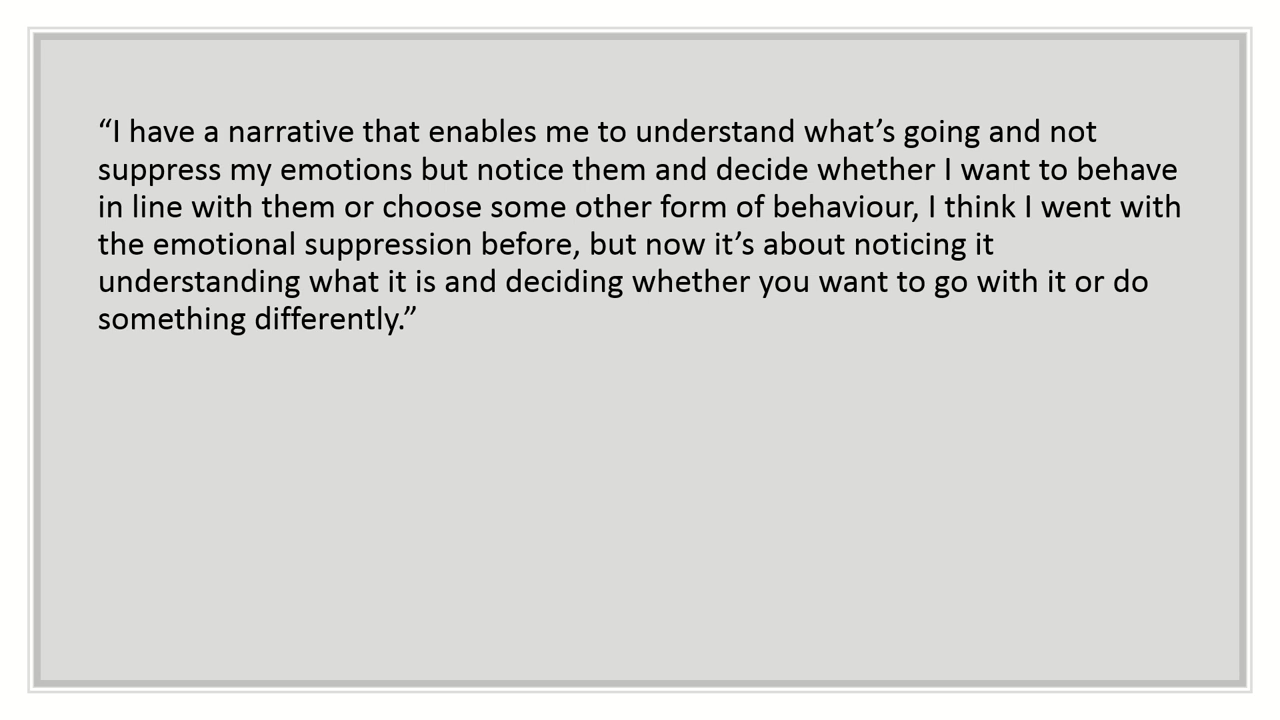 “I have a narrative that enables me to understand what’s going and not
suppress my emotions but notice them and decide whether I want to behave
in line with them or choose some other form of behaviour, I think I went with
the emotional suppression before, but now it’s about noticing it
understanding what it is and deciding whether you want to go with it or do
something differently.”